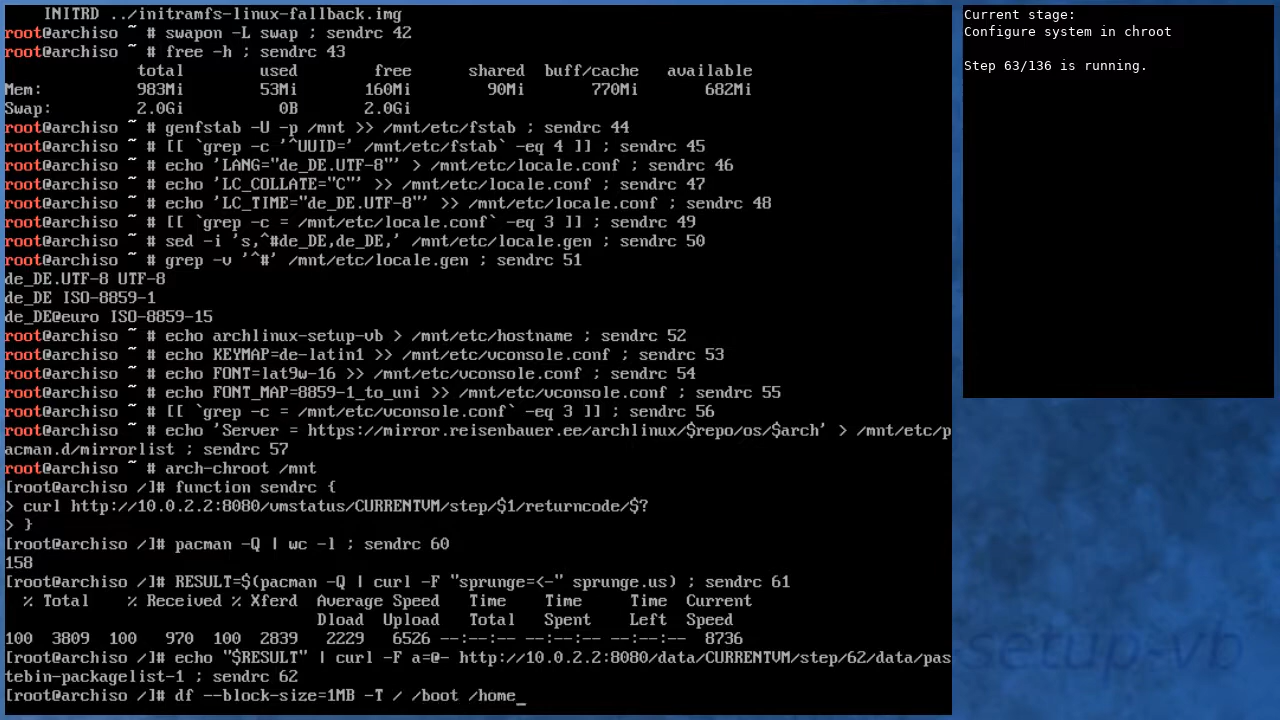 INITRD ../initramfs-linux-fallback.img
root@archiso ~ # swapon -L swap ; sendrc 42
root@archiso ~ # free -h ; sendrc 43
              total        used        free      shared  buff/cache   available
Mem:          983Mi        53Mi       160Mi        90Mi       770Mi       682Mi
Swap:         2.0Gi          0B       2.0Gi
root@archiso ~ # genfstab -U -p /mnt >> /mnt/etc/fstab ; sendrc 44
root@archiso ~ # [[ `grep -c '^UUID=' /mnt/etc/fstab` -eq 4 ]] ; sendrc 45
root@archiso ~ # echo 'LANG="de_DE.UTF-8"' > /mnt/etc/locale.conf ; sendrc 46
root@archiso ~ # echo 'LC_COLLATE="C"' >> /mnt/etc/locale.conf ; sendrc 47
root@archiso ~ # echo 'LC_TIME="de_DE.UTF-8"' >> /mnt/etc/locale.conf ; sendrc 48
root@archiso ~ # [[ `grep -c = /mnt/etc/locale.conf` -eq 3 ]] ; sendrc 49
root@archiso ~ # sed -i 's,^#de_DE,de_DE,' /mnt/etc/locale.gen ; sendrc 50
root@archiso ~ # grep -v '^#' /mnt/etc/locale.gen ; sendrc 51
de_DE.UTF-8 UTF-8
de_DE ISO-8859-1
de_DE@euro ISO-8859-15
root@archiso ~ # echo archlinux-setup-vb > /mnt/etc/hostname ; sendrc 52
root@archiso ~ # echo KEYMAP=de-latin1 >> /mnt/etc/vconsole.conf ; sendrc 53
root@archiso ~ # echo FONT=lat9w-16 >> /mnt/etc/vconsole.conf ; sendrc 54
root@archiso ~ # echo FONT_MAP=8859-1_to_uni >> /mnt/etc/vconsole.conf ; sendrc 55
root@archiso ~ # [[ `grep -c = /mnt/etc/vconsole.conf` -eq 3 ]] ; sendrc 56
root@archiso ~ # echo 'Server = https://mirror.reisenbauer.ee/archlinux/$repo/os/$arch' > /mnt/etc/p
acman.d/mirrorlist ; sendrc 57
root@archiso ~ # arch-chroot /mnt
[root@archiso /]# function sendrc {
> curl http://10.0.2.2:8080/vmstatus/CURRENTVM/step/$1/returncode/$?
> }
[root@archiso /]# pacman -Q | wc -l ; sendrc 60
158
[root@archiso /]# RESULT=$(pacman -Q | curl -F "sprunge=<-" sprunge.us) ; sendrc 61
  % Total    % Received % Xferd  Average Speed   Time    Time     Time  Current
                                 Dload  Upload   Total   Spent    Left  Speed
100  3809  100   970  100  2839   2229   6526 --:--:-- --:--:-- --:--:--  8736
[root@archiso /]# echo "$RESULT" | curl -F a=@- http://10.0.2.2:8080/data/CURRENTVM/step/62/data/pas
tebin-packagelist-1 ; sendrc 62
[root@archiso /]# df --block-size=1MB -T / /boot /home_
Current stage:
Configure system in chroot
Step 63/136 is running.
setup-vb